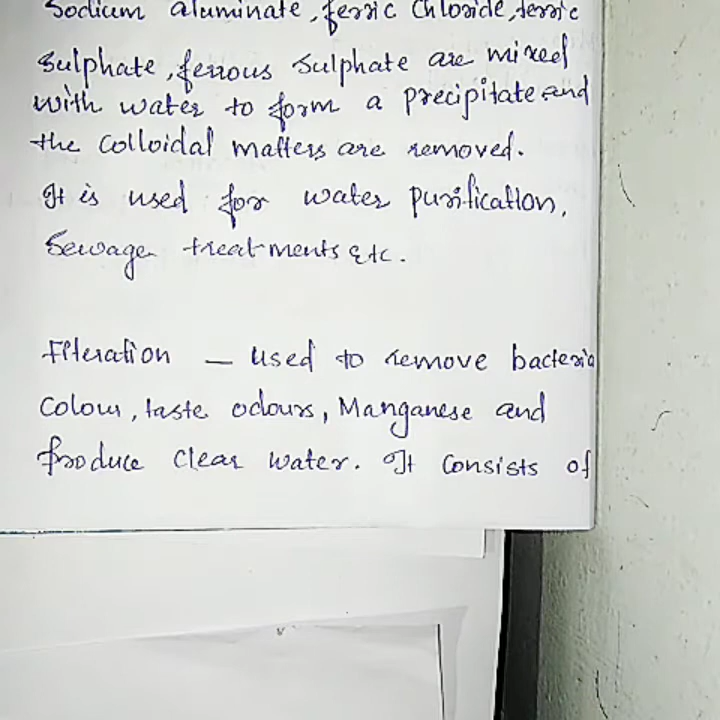 Sodium aluminate, ferric Chloride, ferric
Sulphate, ferrous Sulphate are mixed
with water to form a precipitate and
the Colloidal matters are removed.
It is used for water purification,
Sewage treatments etc.
Filteration — used to remove bacteria
Colour, taste odours, Manganese and
produce clear water. It consists of